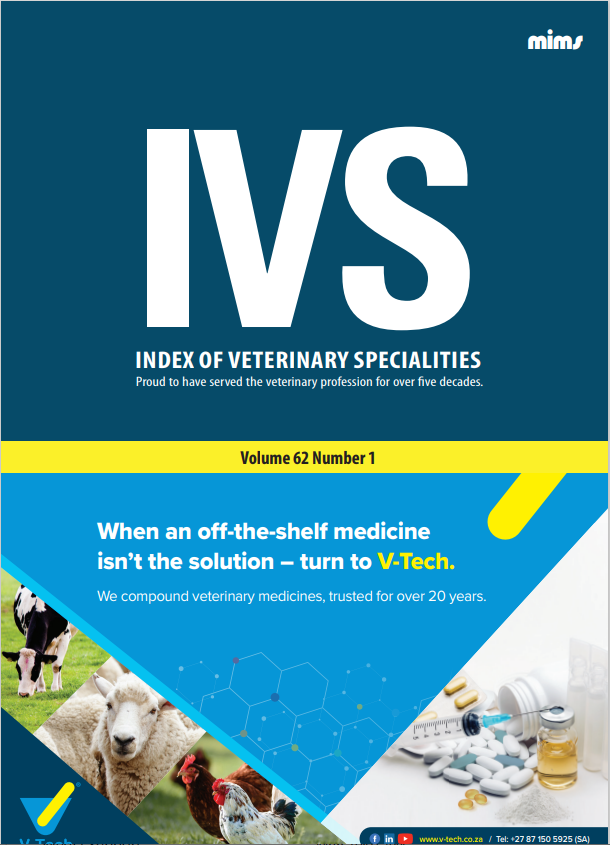 mims
IVS
INDEX OF VETERINARY SPECIALITIES
Proud to have served the veterinary profession for over five decades.
Volume 62 Number 1
When an off-the-shelf medicine
isn’t the solution – turn to V-Tech.
We compound veterinary medicines, trusted for over 20 years.
V-Tech
www.v-tech.co.za / Tel: +27 87 150 5925 (SA)